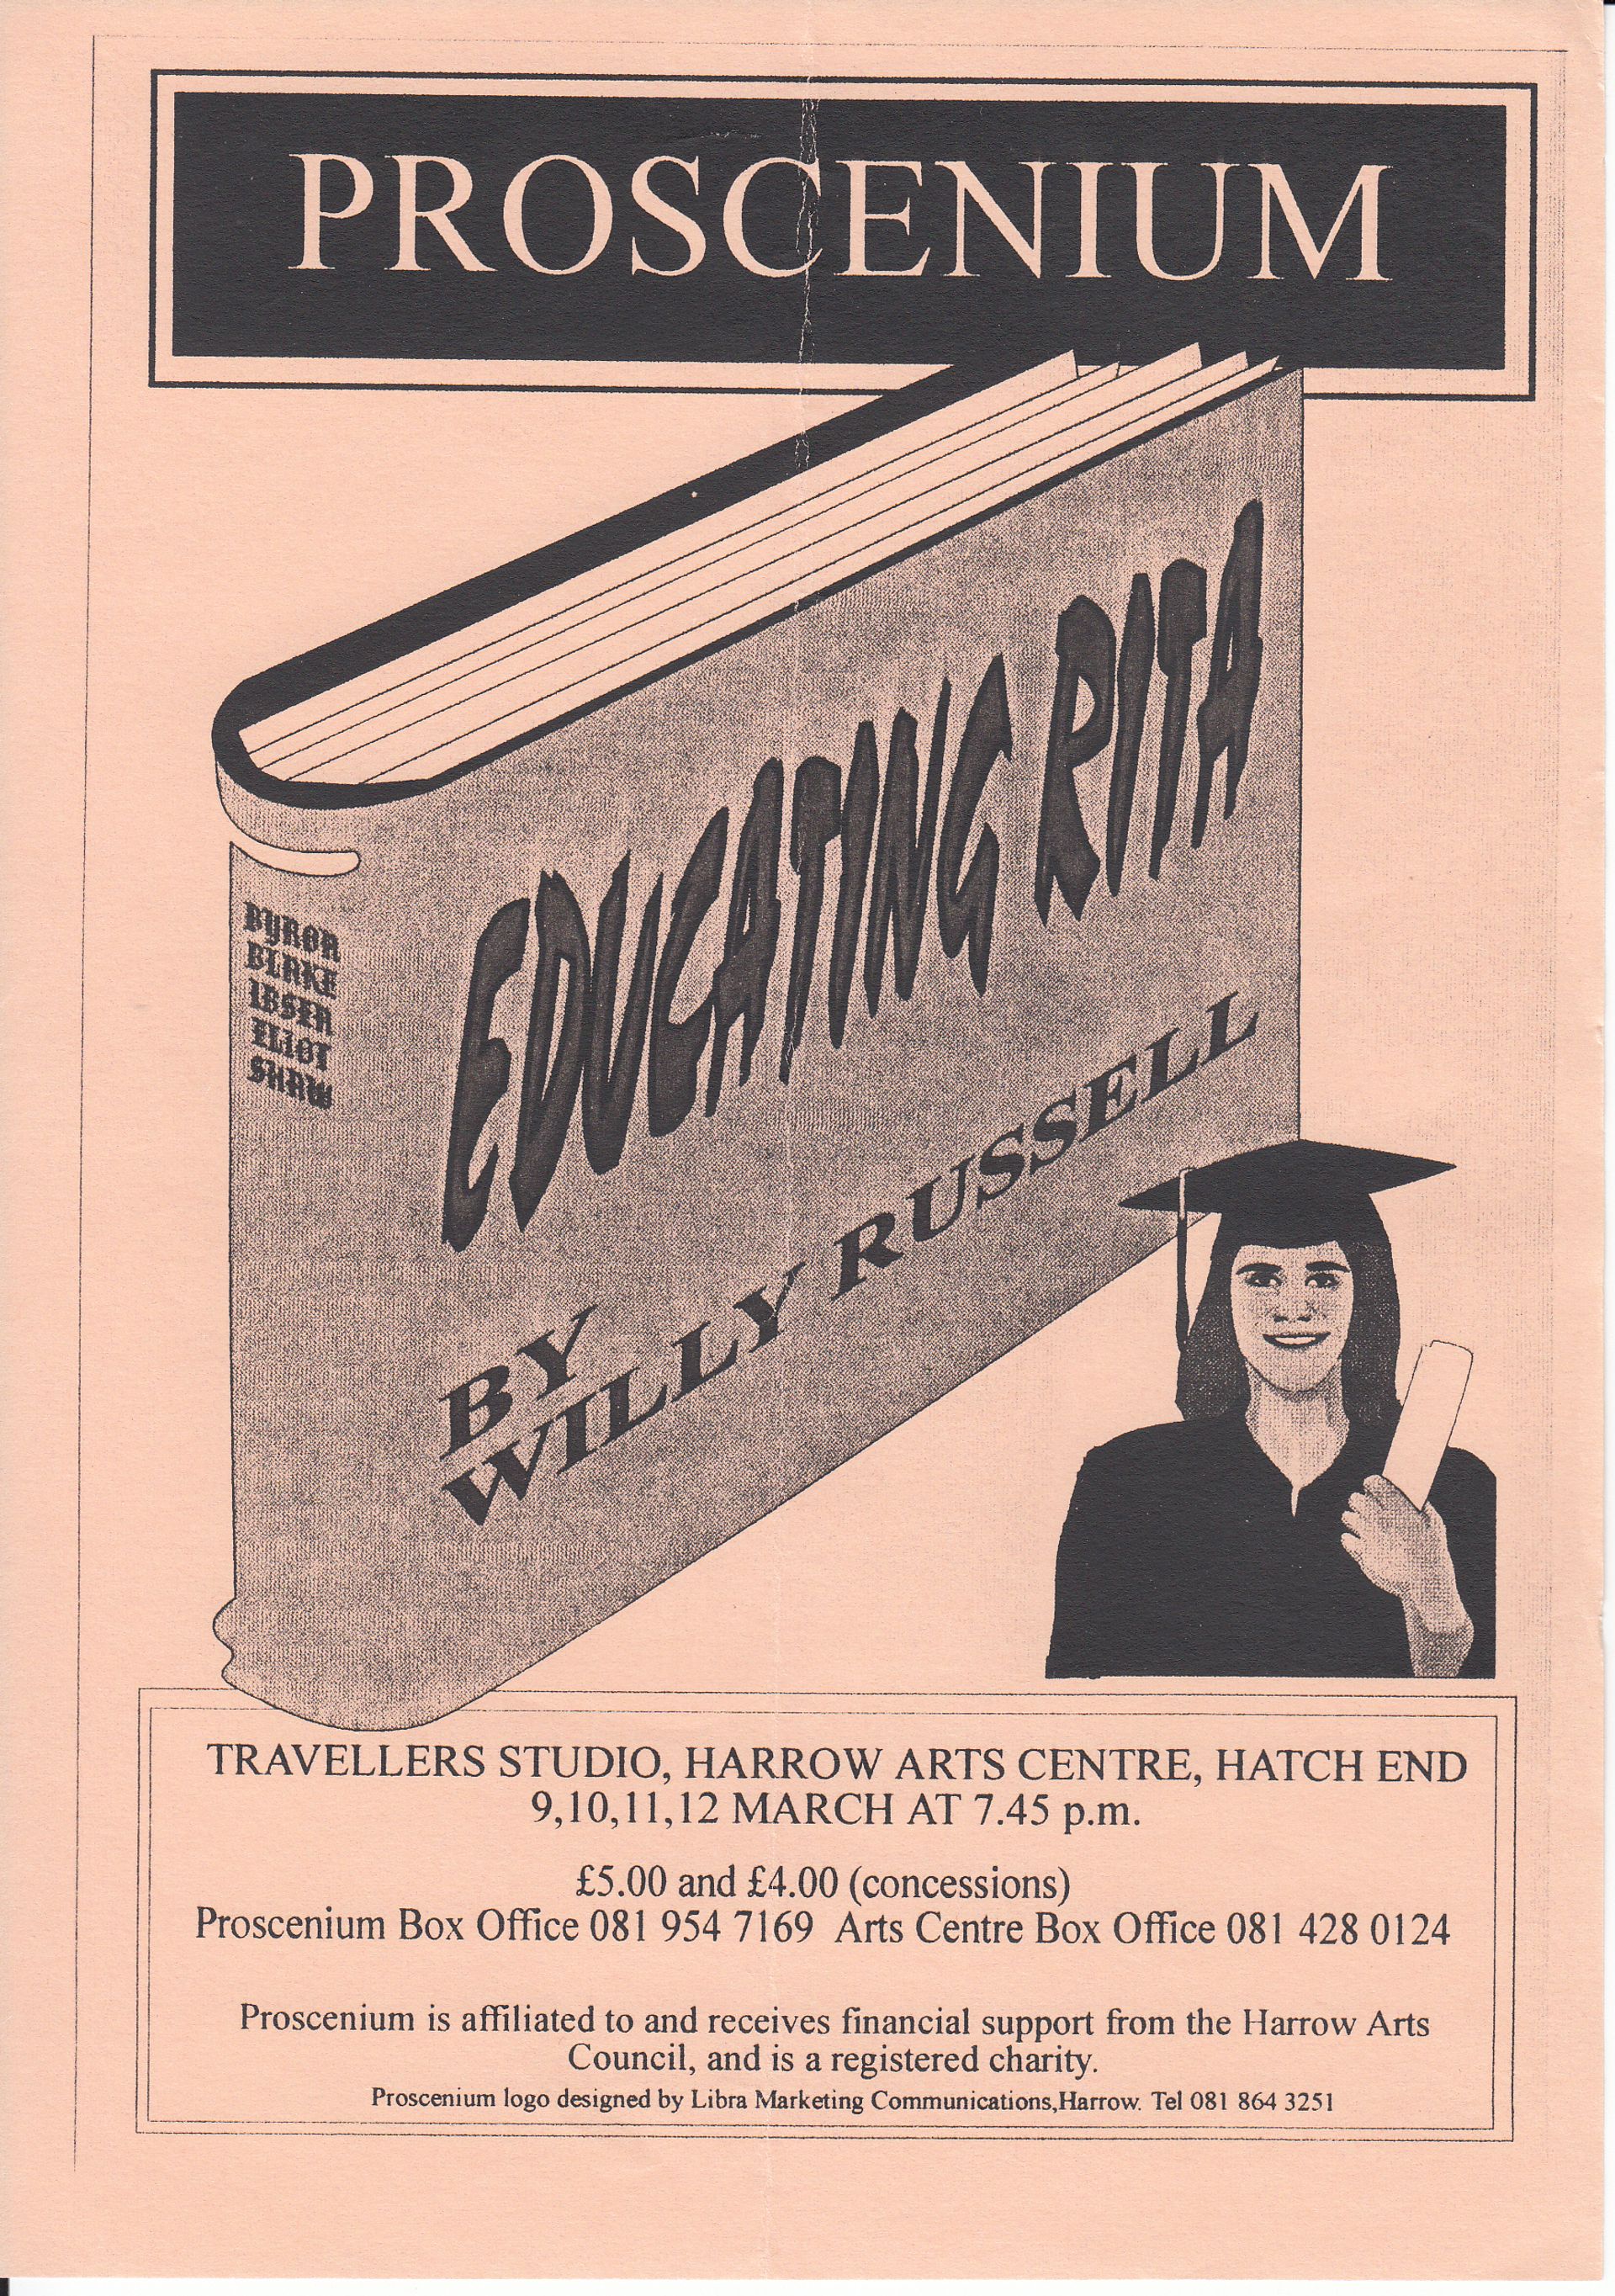 PROSCENIUM
EDUCATING RITA
BY
WILLY RUSSELL
BYRON
BLAKE
IBSEN
ELIOT
SHAW
TRAVELLERS STUDIO, HARROW ARTS CENTRE, HATCH END
9,10,11,12 MARCH AT 7.45 p.m.
£5.00 and £4.00 (concessions)
Proscenium Box Office 081 954 7169 Arts Centre Box Office 081 428 0124
Proscenium is affiliated to and receives financial support from the Harrow Arts
Council, and is a registered charity.
Proscenium logo designed by Libra Marketing Communications,Harrow. Tel 081 864 3251